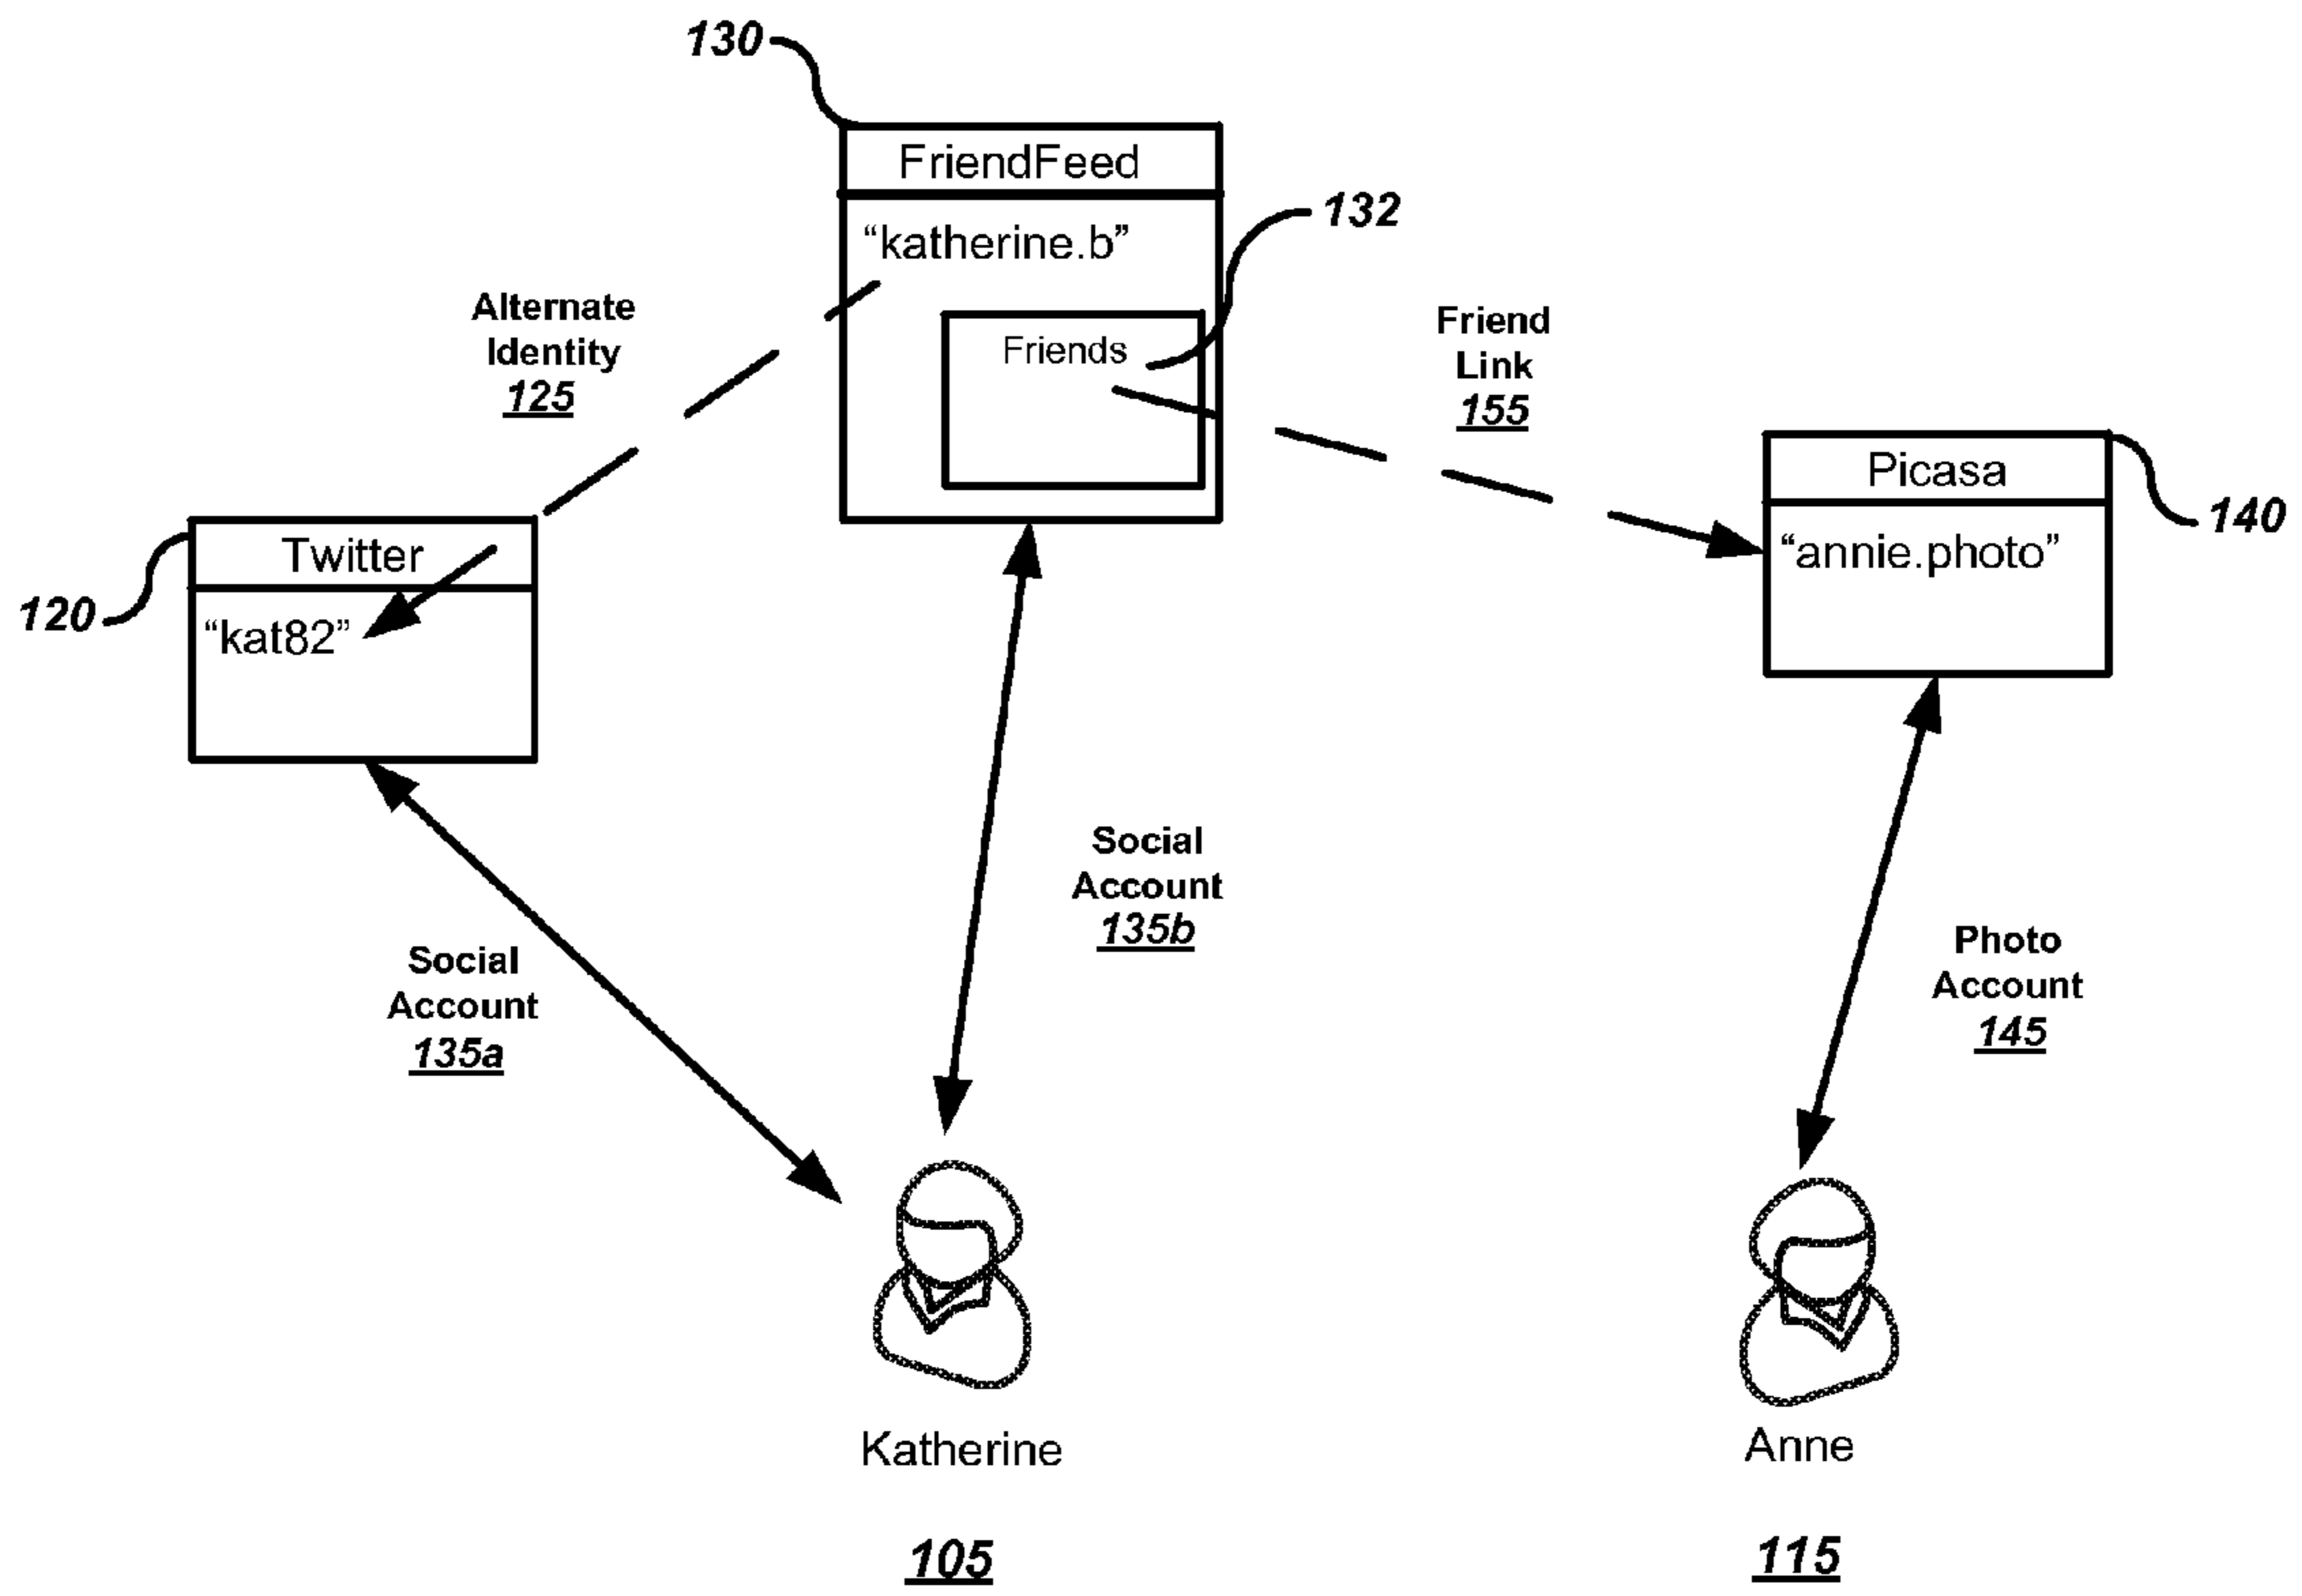 130
FriendFeed
“katherine.b”
132
Friends
Alternate
Identity
125
Friend
Link
155
Picasa
“annie.photo”
140
Twitter
“kat82”
120
Social
Account
135b
Social
Account
135a
Photo
Account
145
Katherine
Anne
105
115